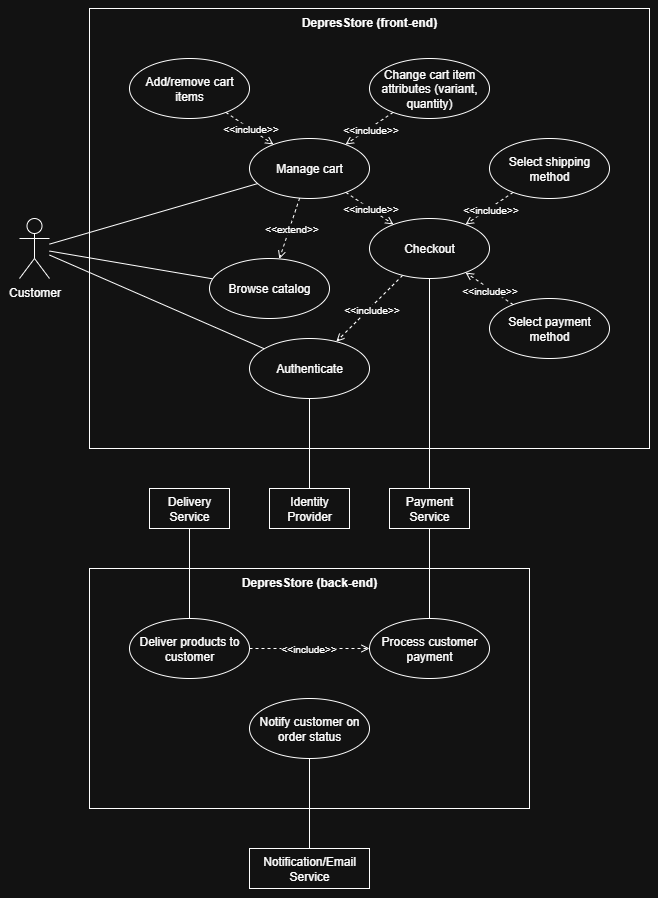 DepresStore (front-end)
Add/remove cart
items
Change cart item
attributes (variant,
quantity)
<<include>>
<<include>>
Manage cart
Select shipping
method
<<include>>
<<include>>
<<extend>>
Checkout
Customer
Browse catalog
<<include>>
<<include>>
Select payment
method
Authenticate
Delivery
Service
Identity
Provider
Payment
Service
DepresStore (back-end)
Deliver products to
customer
<<include>>
Process customer
payment
Notify customer on
order status
Notification/Email
Service